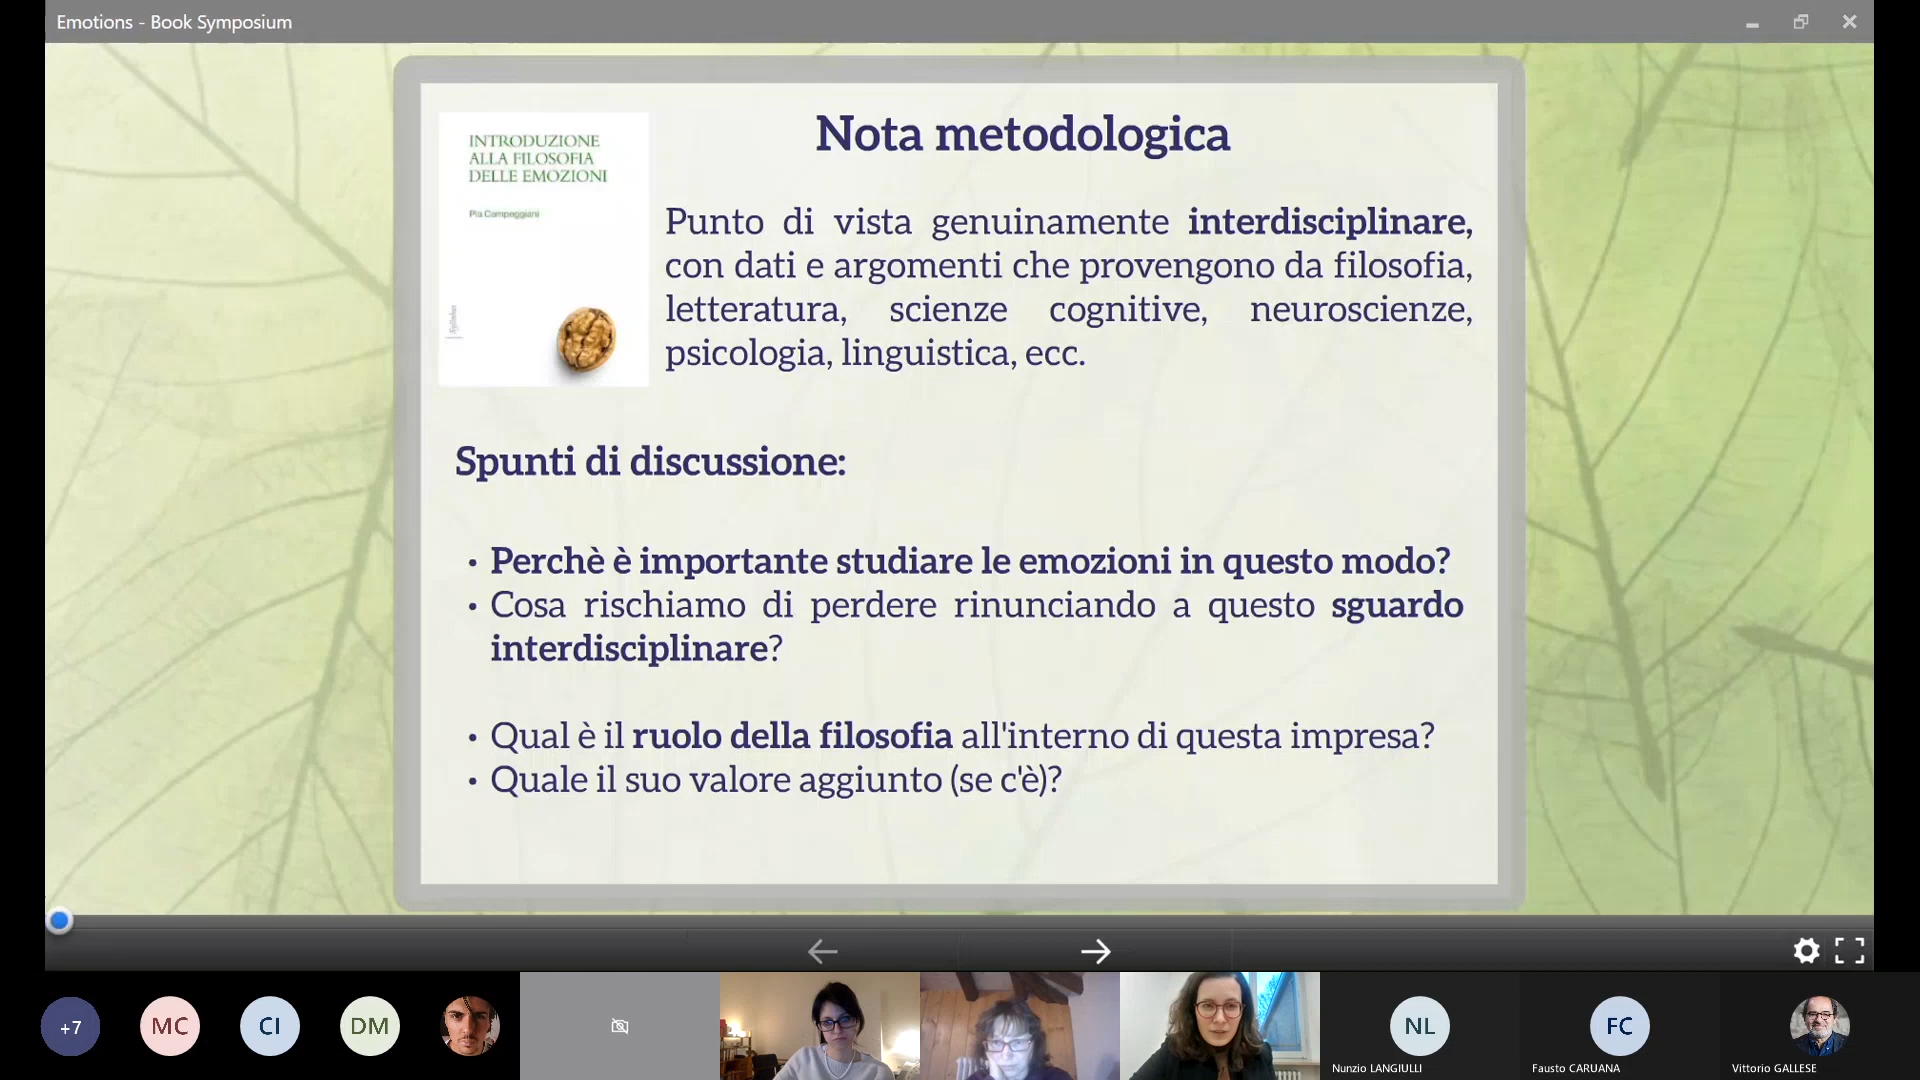 Emotions - Book Symposium
INTRODUZIONE
ALLA FILOSOFIA
DELLE EMOZIONI
Pia Campeggiani
Syllabus
Nota metodologica
Punto di vista genuinamente interdisciplinare,
con dati e argomenti che provengono da filosofia,
letteratura, scienze cognitive, neuroscienze,
psicologia, linguistica, ecc.
Spunti di discussione:
• Perchè è importante studiare le emozioni in questo modo?
• Cosa rischiamo di perdere rinunciando a questo sguardo
interdisciplinare?
• Qual è il ruolo della filosofia all'interno di questa impresa?
• Quale il suo valore aggiunto (se c'è)?
+7
MC
CI
DM
NL
FC
Nunzio LANGIULLI
Fausto CARUANA
Vittorio GALLESE